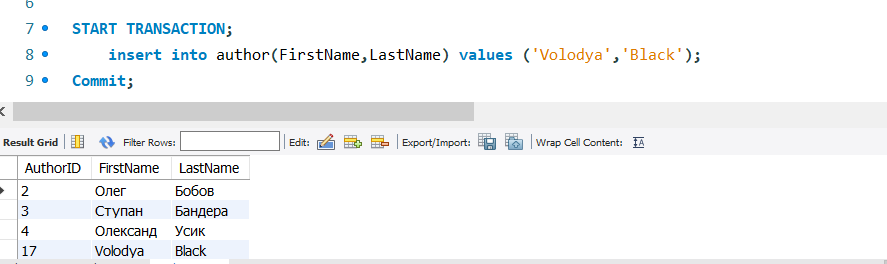 6
7 START TRANSACTION;
8 insert into author(FirstName,LastName) values ('Volodya','Black');
9 Commit;
Result Grid Filter Rows: Edit: Export/Import: Wrap Cell Content:
AuthorID FirstName LastName
2 Олег Бобов
3 Ступан Бандера
4 Олександ Усик
17 Volodya Black